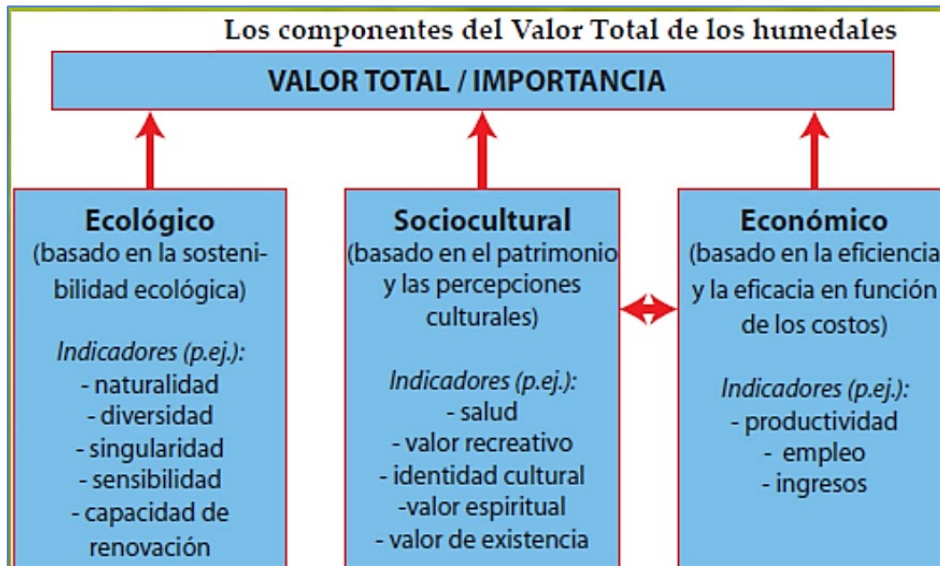 Los componentes del Valor Total de los humedales
VALOR TOTAL / IMPORTANCIA
Ecológico
(basado en la sosteni-
bilidad ecológica)
Indicadores (p.ej.):
- naturalidad
- diversidad
- singularidad
- sensibilidad
- capacidad de
renovación
Sociocultural
(basado en el patrimonio
y las percepciones
culturales)
Indicadores (p.ej.):
- salud
- valor recreativo
- identidad cultural
-valor espiritual
- valor de existencia
Económico
(basado en la eficiencia
y la eficacia en función
de los costos)
Indicadores (p.ej.):
- productividad
- empleo
- ingresos